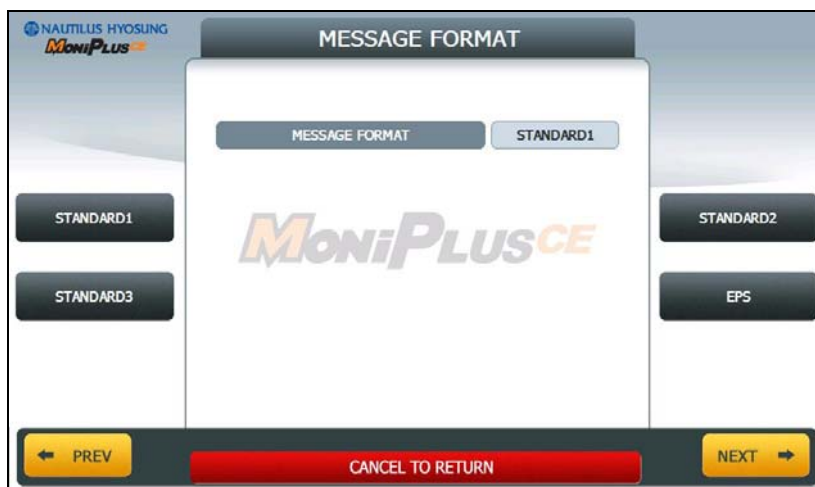 NAUTILUS HYOSUNG
MONIPLUSCE
MESSAGE FORMAT
MESSAGE FORMAT STANDARD1
STANDARD1
STANDARD2
MONIPLUSCE
STANDARD3
EPS
PREV
CANCEL TO RETURN
NEXT